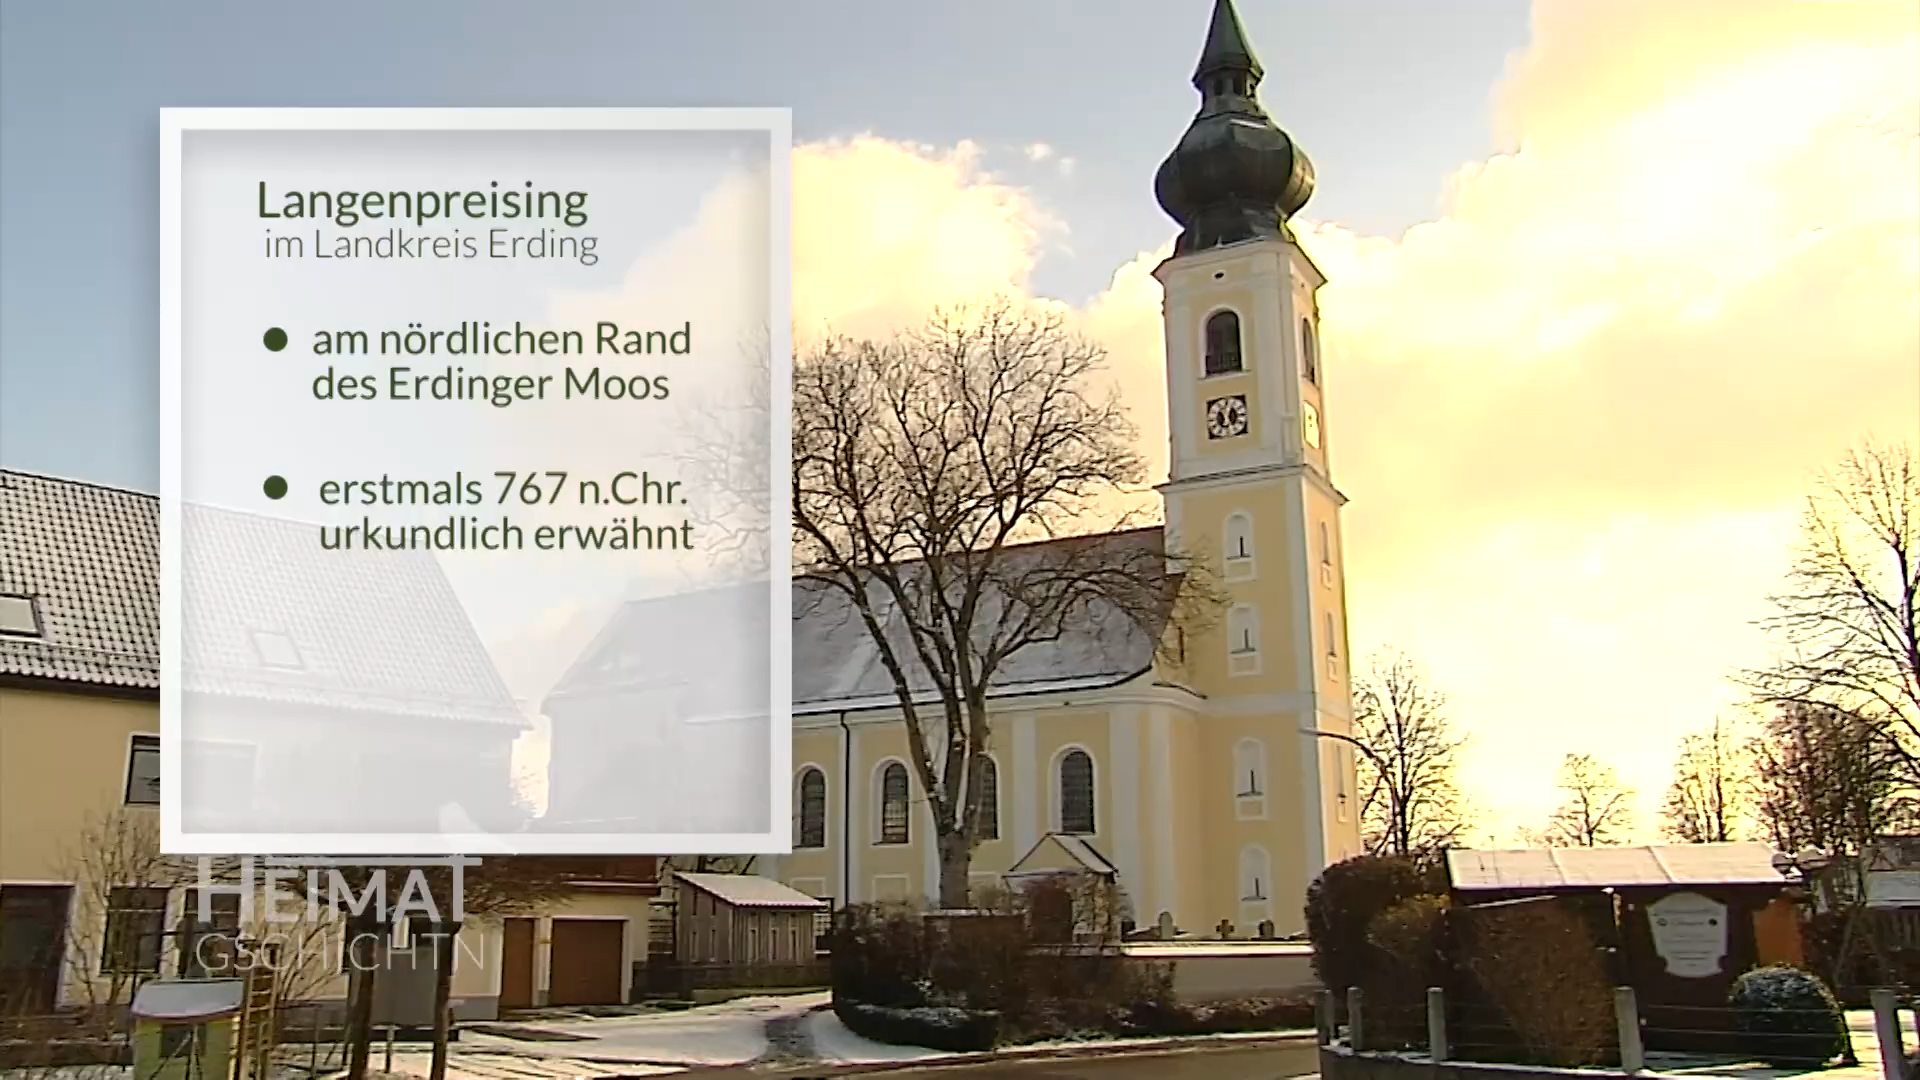 Langenpreising
im Landkreis Erding
● am nördlichen Rand
des Erdinger Moos
● erstmals 767 n.Chr.
urkundlich erwähnt
HEIMAT
GSCHICHTN